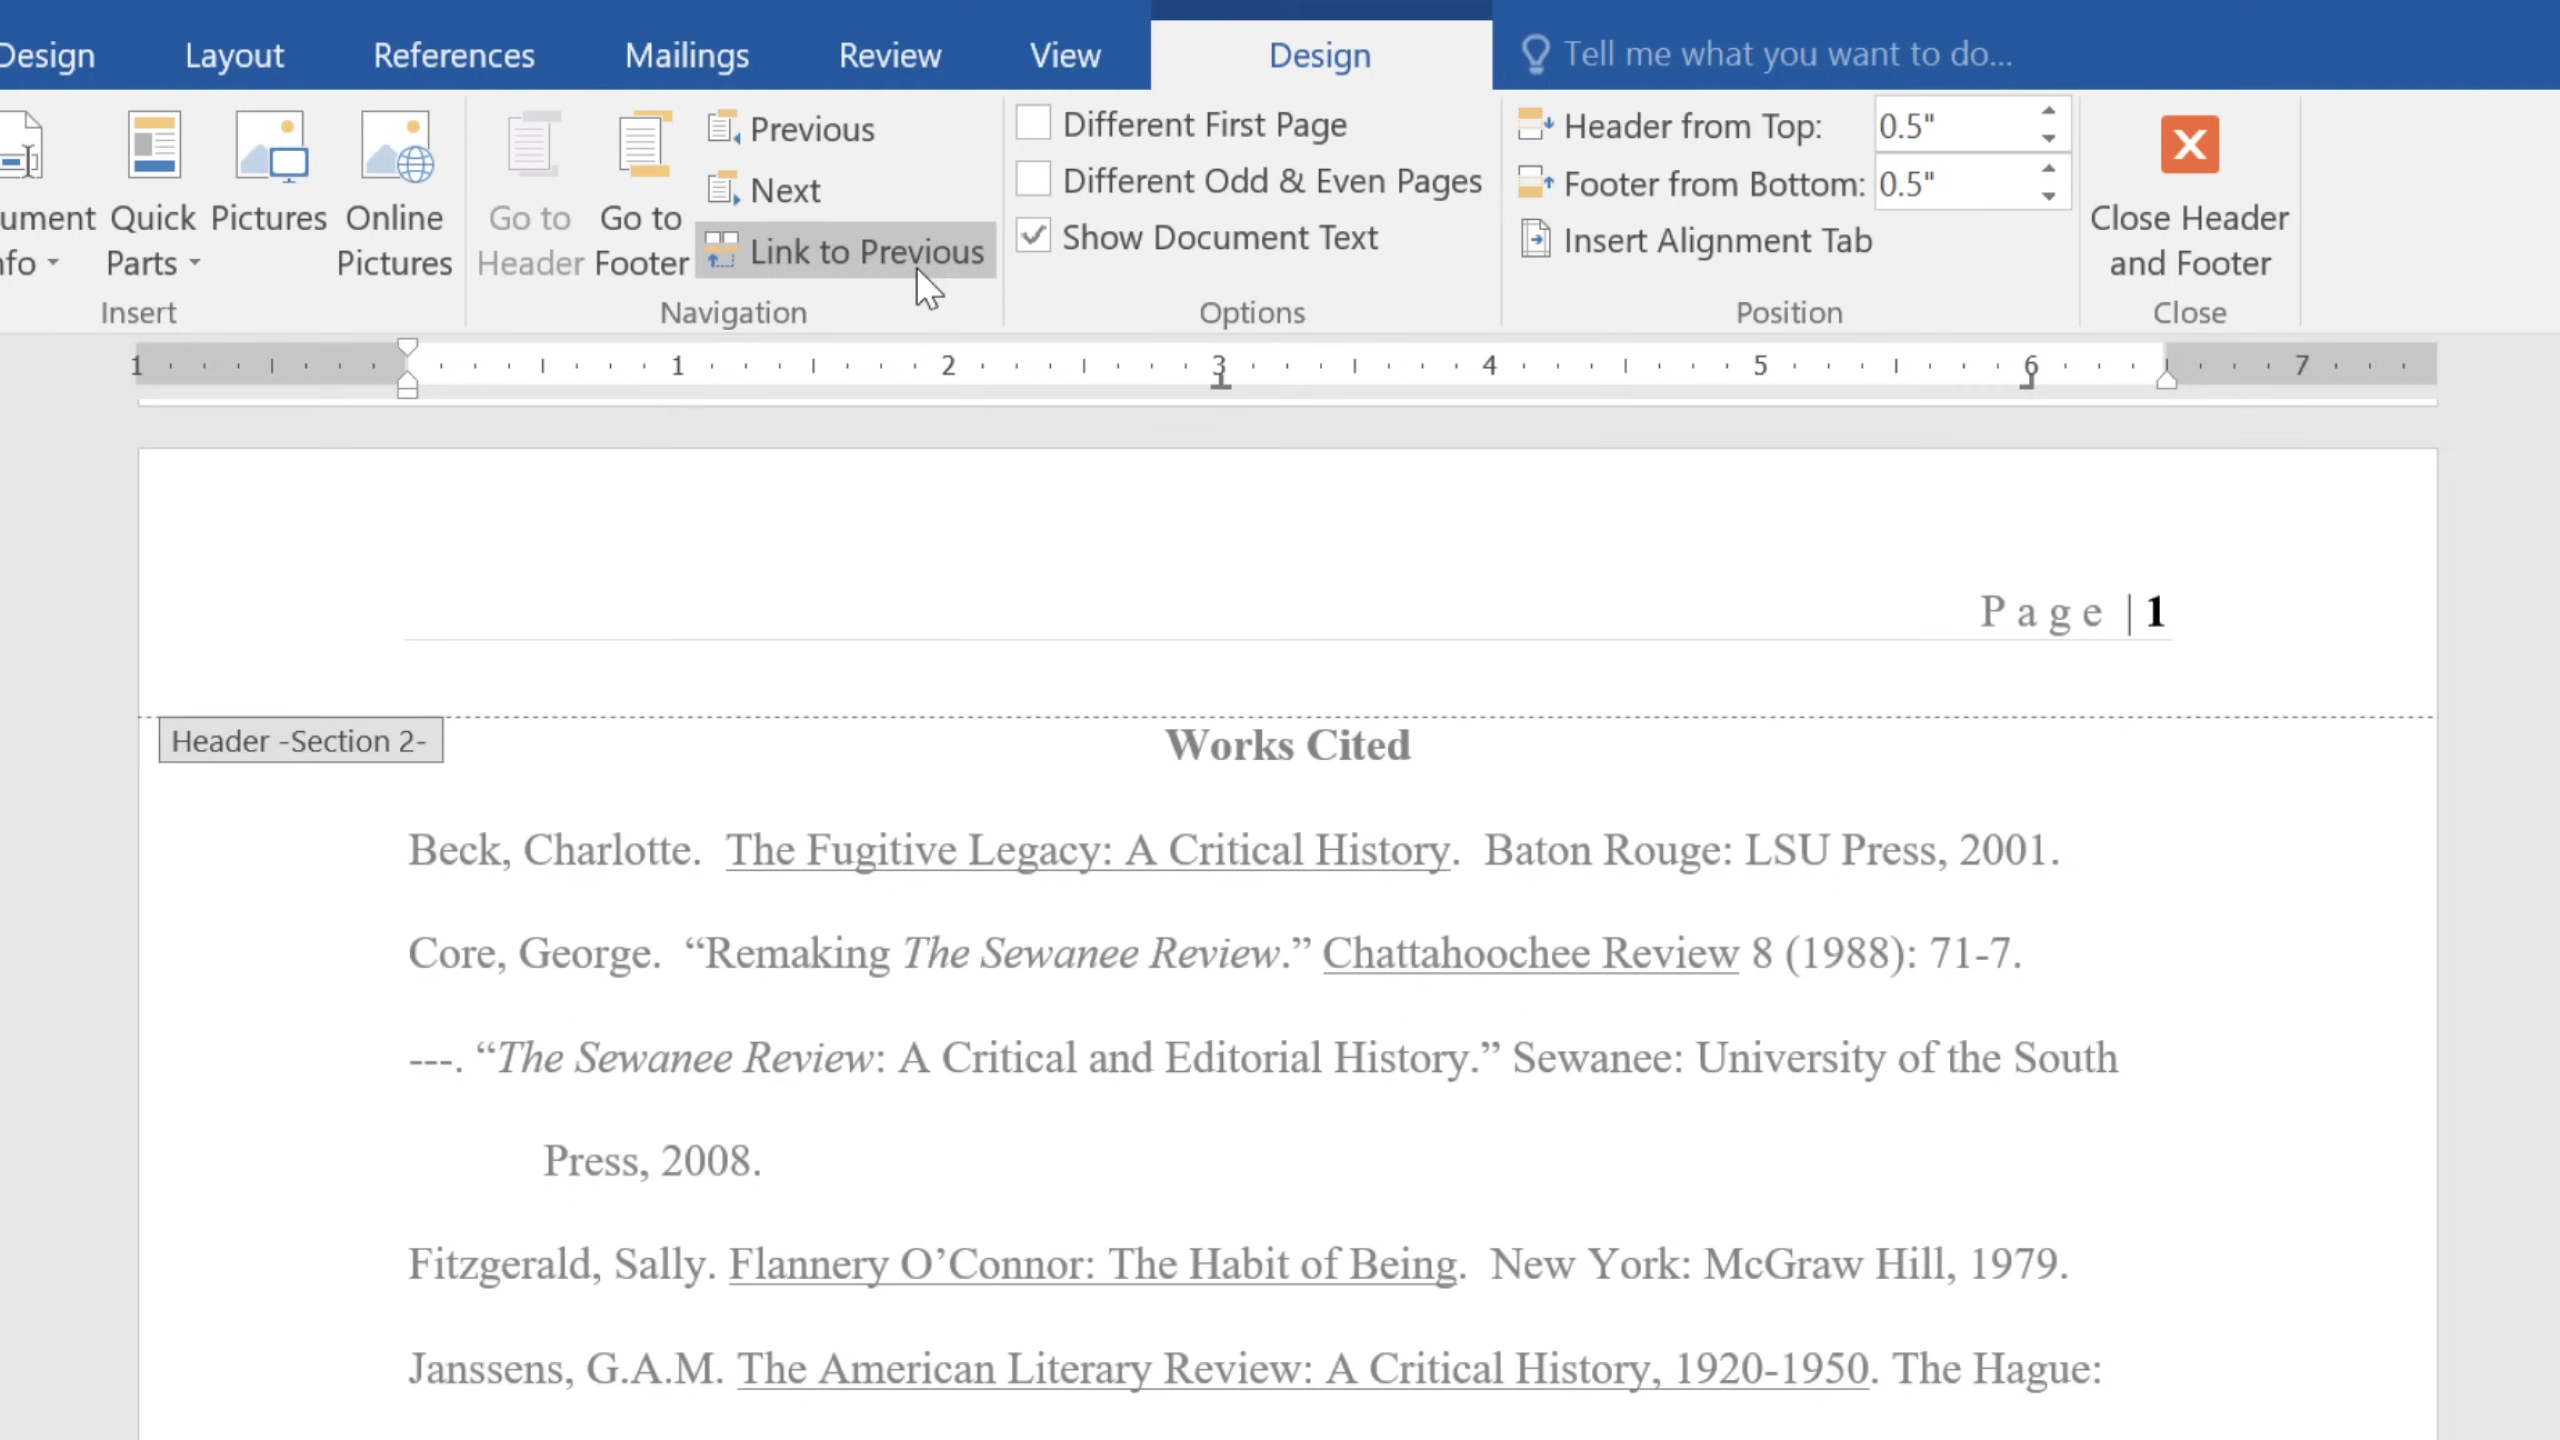 Design Layout References Mailings Review View Design Tell me what you want to do...
Previous Different First Page Header from Top: 0.5"
Next Different Odd & Even Pages Footer from Bottom: 0.5"
ument Quick Pictures Online Go to Go to Link to Previous Show Document Text Insert Alignment Tab Close Header
nfo Parts Pictures Header Footer and Footer
Insert Navigation Options Position Close
1 1 2 3 4 5 6 7
Page | 1
Header -Section 2-
Works Cited
Beck, Charlotte. The Fugitive Legacy: A Critical History. Baton Rouge: LSU Press, 2001.
Core, George. “Remaking The Sewanee Review.” Chattahoochee Review 8 (1988): 71-7.
---. “The Sewanee Review: A Critical and Editorial History.” Sewanee: University of the South
Press, 2008.
Fitzgerald, Sally. Flannery O’Connor: The Habit of Being. New York: McGraw Hill, 1979.
Janssens, G.A.M. The American Literary Review: A Critical History, 1920-1950. The Hague: